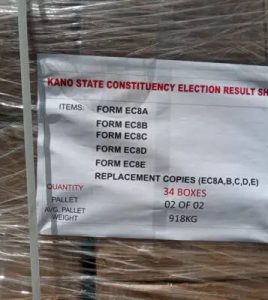 KANO STATE CONSTITUENCY ELECTION RESULT SH
ITEMS: FORM EC8A
FORM EC8B
FORM EC8C
FORM EC8D
FORM EC8E
REPLACEMENT COPIES (EC8A,B,C,D,E)
QUANTITY 34 BOXES
PALLET 02 OF 02
AVG. PALLET WEIGHT 918KG